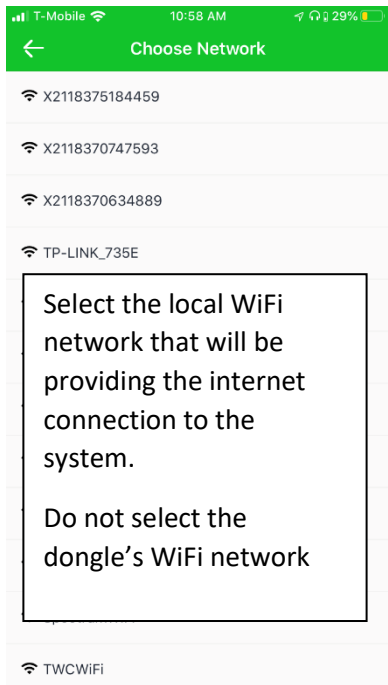 T-Mobile 10:58 AM 29%
Choose Network
X2118375184459
X2118370747593
X2118370634889
TP-LINK_735E
Select the local WiFi
network that will be
providing the internet
connection to the
system.
Do not select the
dongle’s WiFi network
TWCWiFi